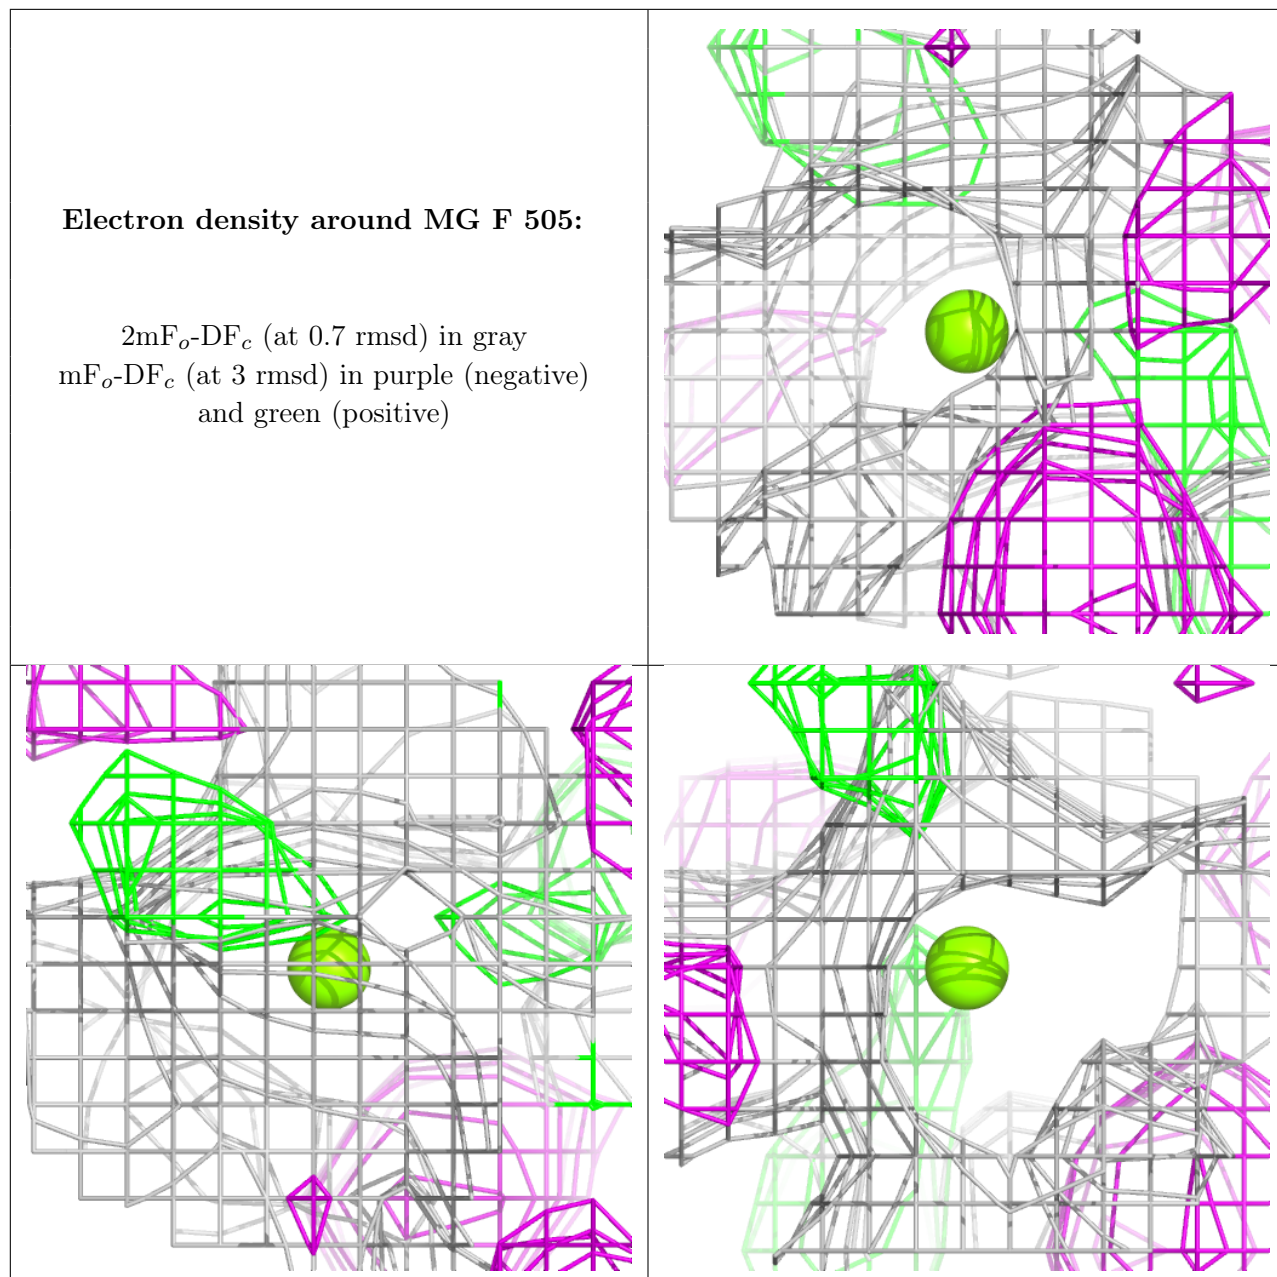 Electron density around MG F 505:
2mFo-DFc (at 0.7 rmsd) in gray
mFo-DFc (at 3 rmsd) in purple (negative)
and green (positive)